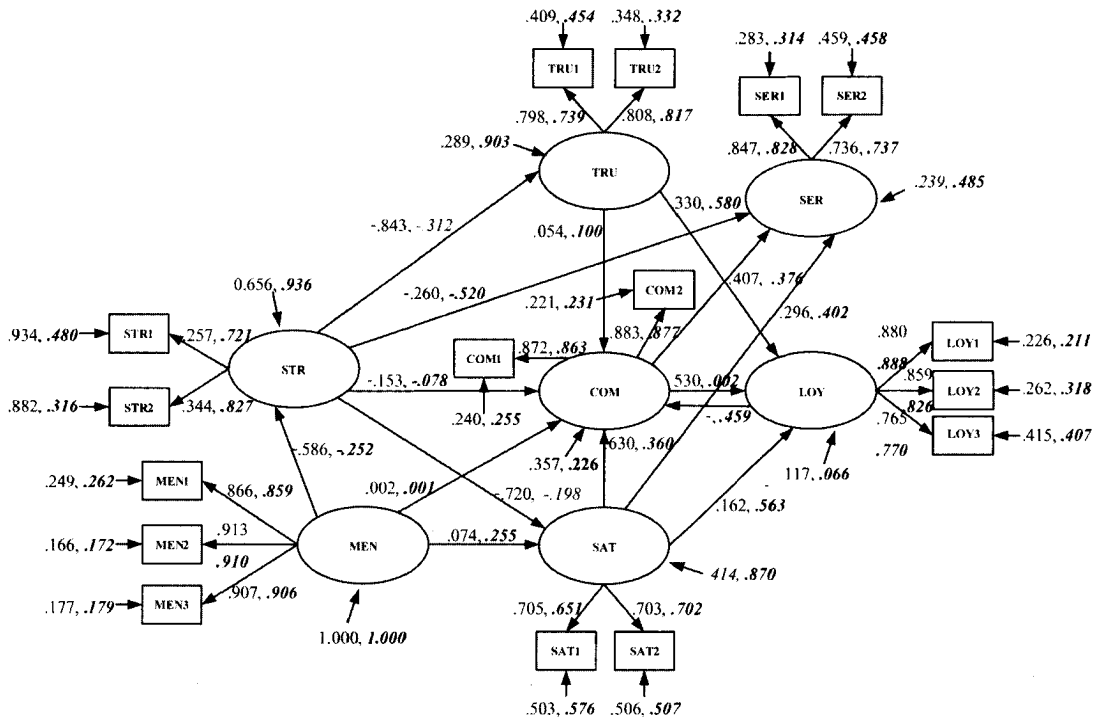 .409, .454
.348, .332
TRU1
TRU2
.283, .314
.459, .458
SER1
SER2
.798, .739
.808, .817
.847, .828
.736, .737
.289, .903
TRU
SER
.239, .485
.330, .580
-.843, -.312
.054, .100
.407, .376
0.656, .936
-.260, -.520
.221, .231
COM2
.296, .402
.934, .480
STR1
.257, .721
.883, .877
.880
.888
LOY1
.226, .211
COM1
.872, .863
STR
-.153, -.078
COM
.530, .002
LOY
.859
.826
LOY2
.262, .318
.882, .316
STR2
.344, .827
.240, .255
-, .459
.765
.770
LOY3
.415, .407
-.586, -.252
.357, .226
.630, .360
.117, .066
.249, .262
MEN1
.866, .859
.002, .001
-.720, -.198
.162, .563
.166, .172
MEN2
.913
.910
MEN
.074, .255
SAT
.414, .870
.177, .179
MEN3
.907, .906
1.000, 1.000
.705, .651
.703, .702
SAT1
SAT2
.503, .576
.506, .507